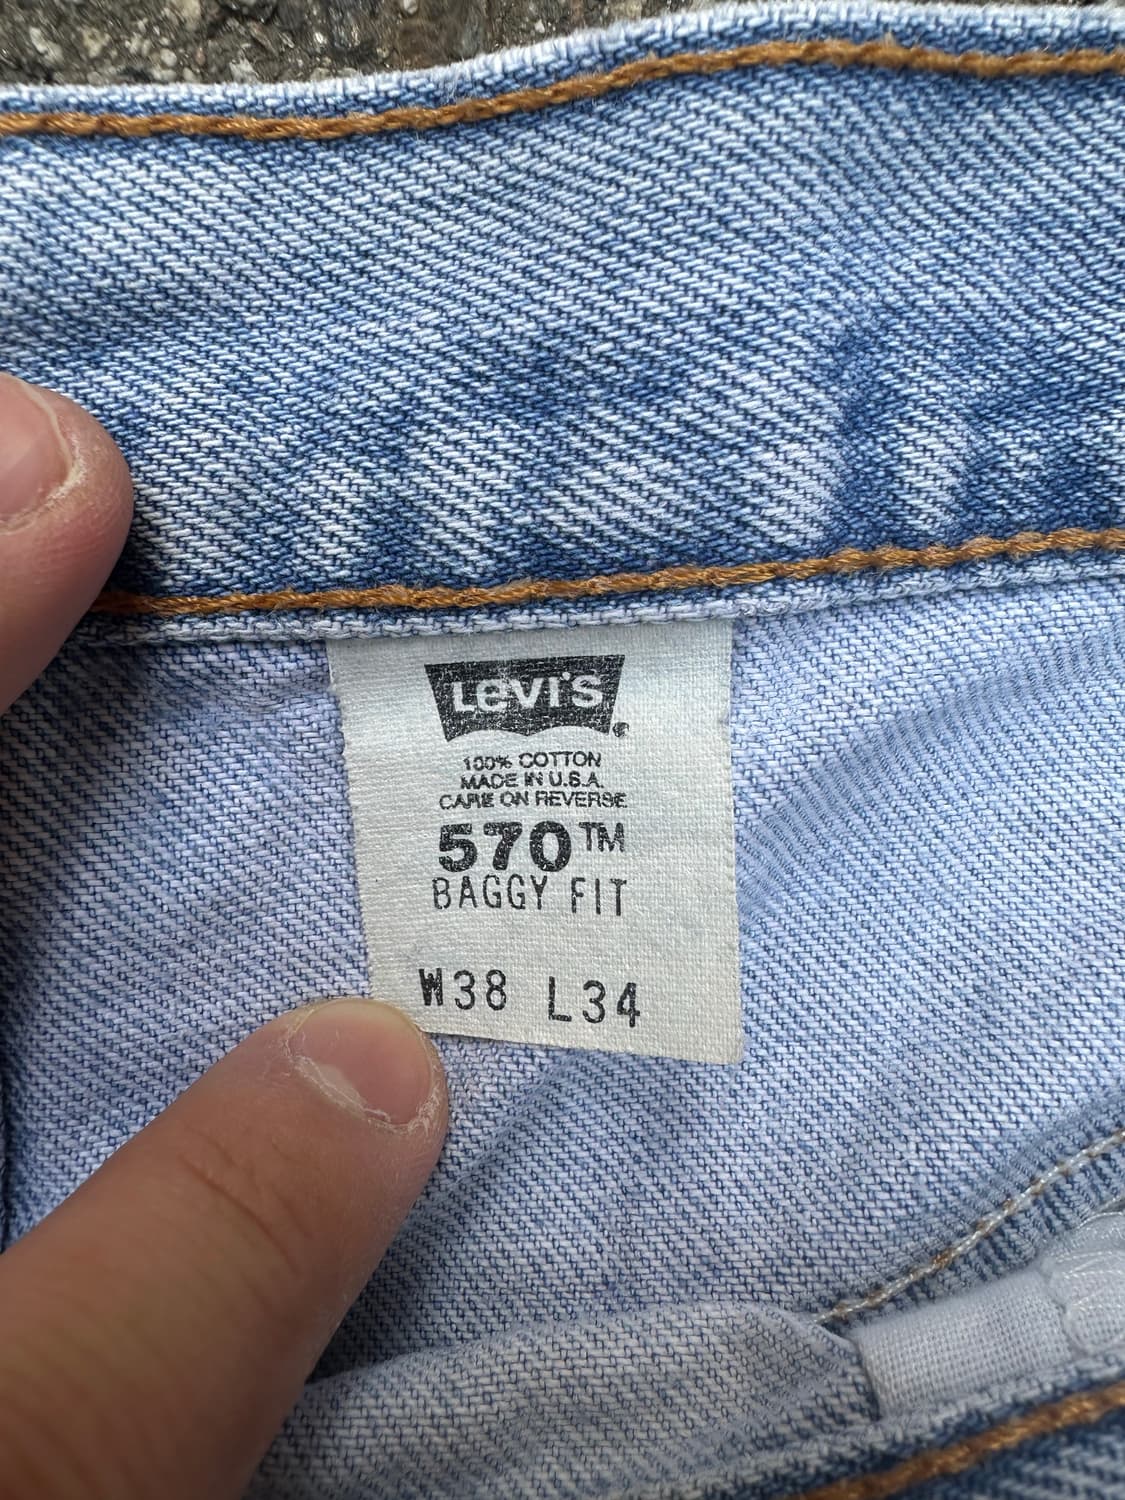 LEVI'S
100% COTTON
MADE IN U.S.A.
CARE ON REVERSE
570™
BAGGY FIT
W38 L34